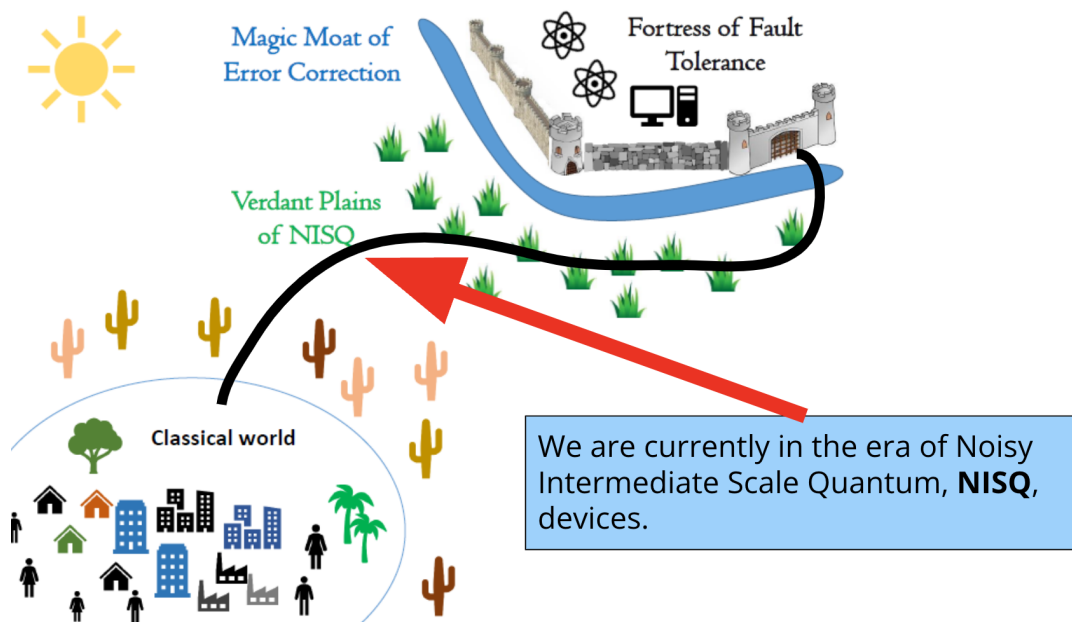 Magic Moat of
Error Correction
Fortress of Fault
Tolerance
Verdant Plains
of NISQ
Classical world
We are currently in the era of Noisy
Intermediate Scale Quantum, NISQ,
devices.